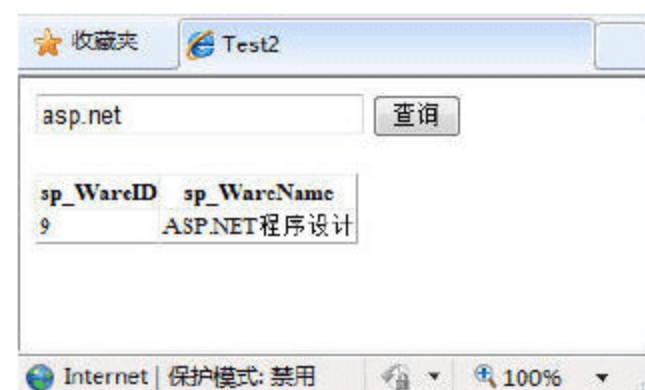 收藏夹 Test2
asp.net 查询
sp_WareID sp_WareName
9 ASP.NET程序设计
Internet | 保护模式: 禁用 100%